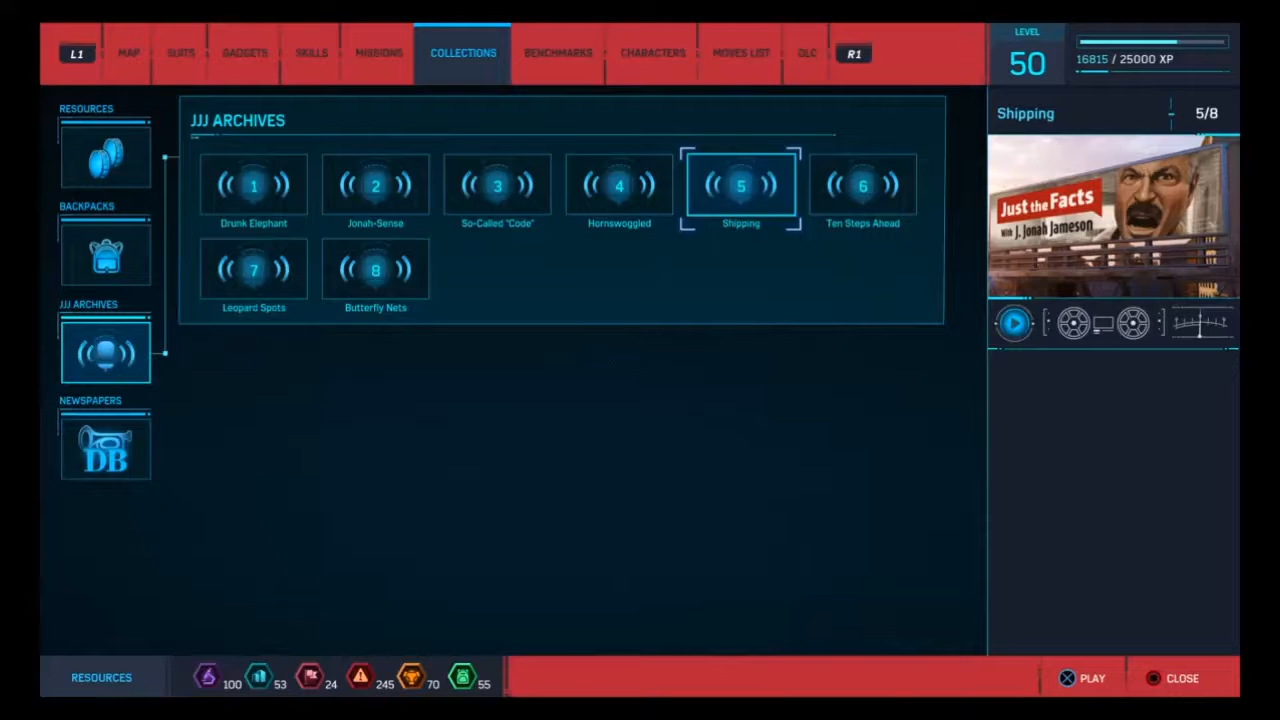 L1 MAP SUITS GADGETS SKILLS MISSIONS COLLECTIONS BENCHMARKS CHARACTERS MOVES LIST DLC R1
LEVEL
50
16815 / 25000 XP
RESOURCES
BACKPACKS
JJJ ARCHIVES
NEWSPAPERS
DB
JJJ ARCHIVES
1 2 3 4 5 6
Drunk Elephant Jonah-Sense So-Called "Code" Hornswoggled Shipping Ten Steps Ahead
7 8
Leopard Spots Butterfly Nets
Shipping 5/8
Just the Facts
With J. Jonah Jameson
RESOURCES 100 53 24 245 70 55
PLAY CLOSE